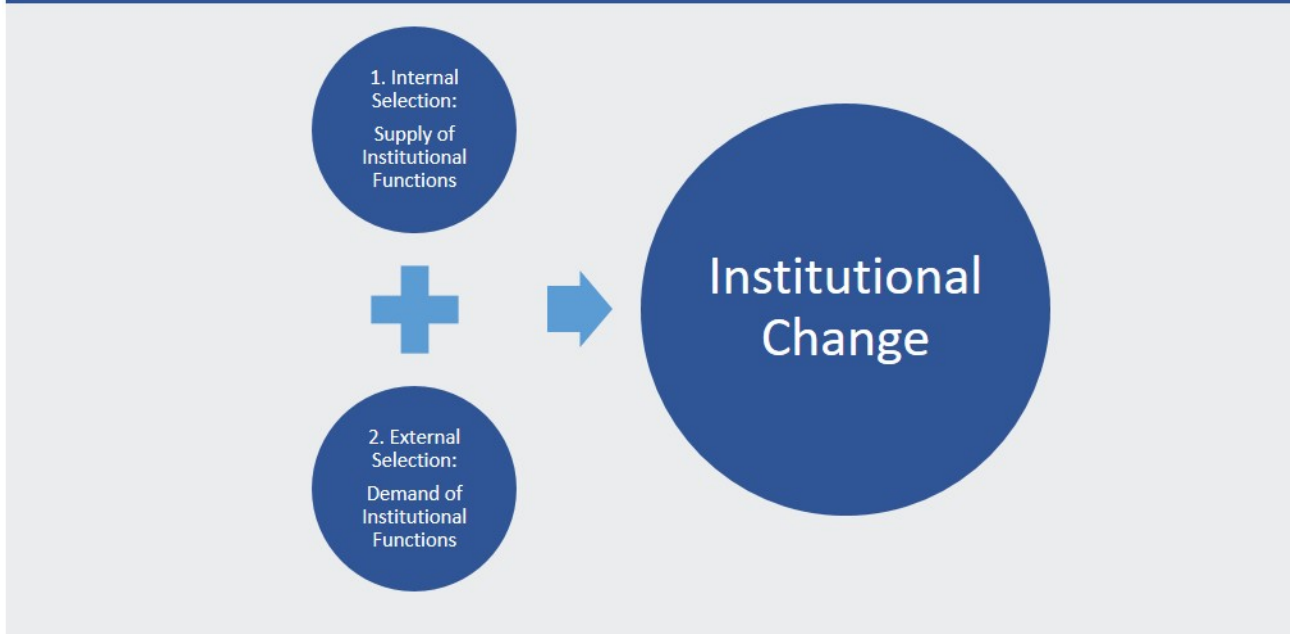 1. Internal
Selection:
Supply of
Institutional
Functions
2. External
Selection:
Demand of
Institutional
Functions
Institutional
Change